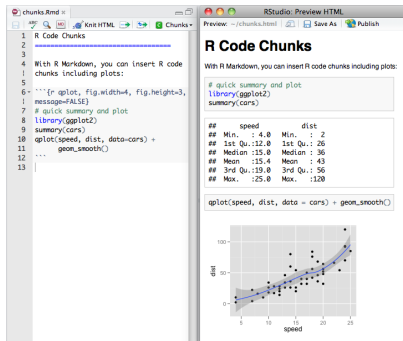 chunks.Rmd
ABC
MD
Knit HTML
Chunks
1 R Code Chunks
2 ==================================
3
4 With R Markdown, you can insert R code
5 chunks including plots:
6 ```{r qplot, fig.width=4, fig.height=3,
message=FALSE}
7 # quick summary and plot
8 library(ggplot2)
9 summary(cars)
10 qplot(speed, dist, data=cars) +
11 geom_smooth()
12 ```
13
RStudio: Preview HTML
Preview: ~/chunks.html
Save As
Publish
R Code Chunks
With R Markdown, you can insert R code chunks including plots:
# quick summary and plot
library(ggplot2)
summary(cars)
## speed dist
## Min. : 4.0 Min. : 2
## 1st Qu.:12.0 1st Qu.: 26
## Median :15.0 Median : 36
## Mean :15.4 Mean : 43
## 3rd Qu.:19.0 3rd Qu.: 56
## Max. :25.0 Max. :120
qplot(speed, dist, data = cars) + geom_smooth()
100
50
0
dist
5 10 15 20 25
speed